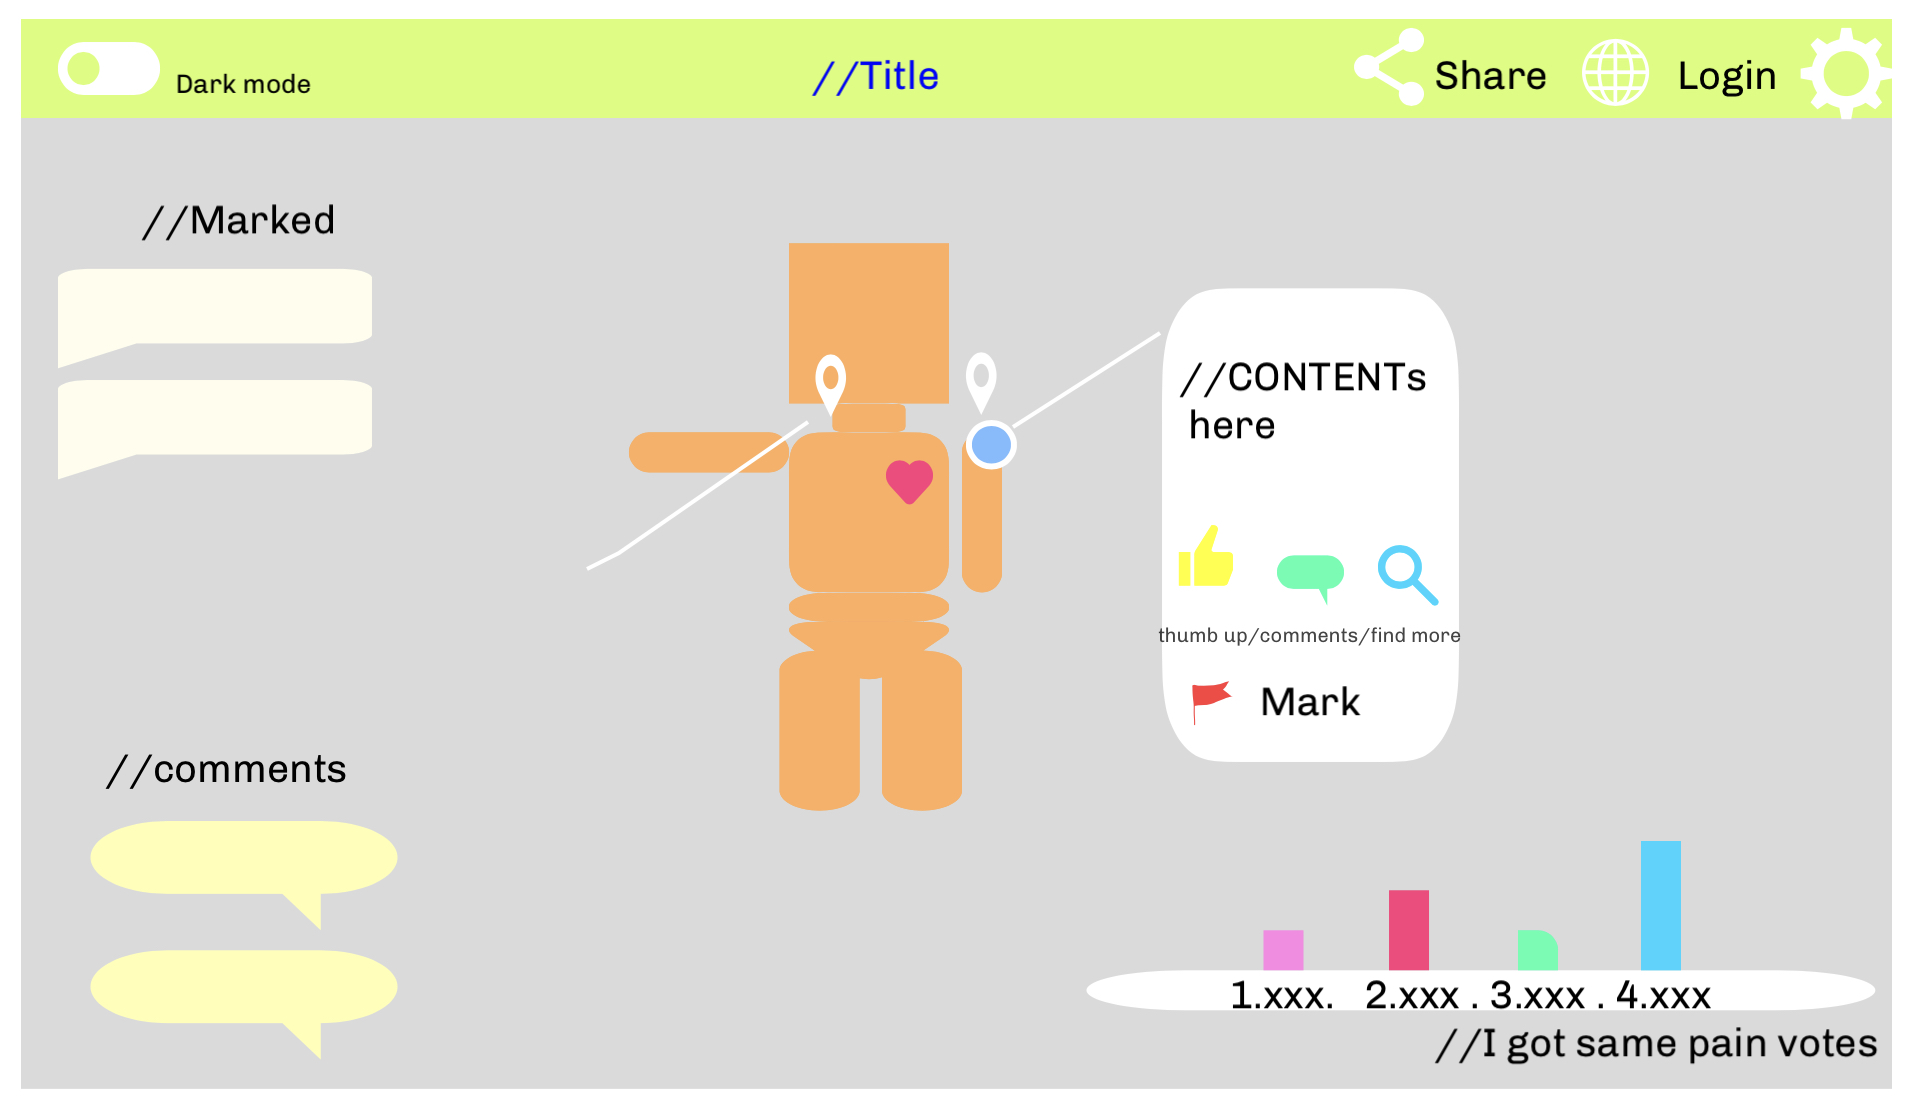 Dark mode
//Title
Share
Login
//Marked
//CONTENTs
here
thumb up/comments/find more
Mark
//comments
1.xxx. 2.xxx . 3.xxx . 4.xxx
//I got same pain votes